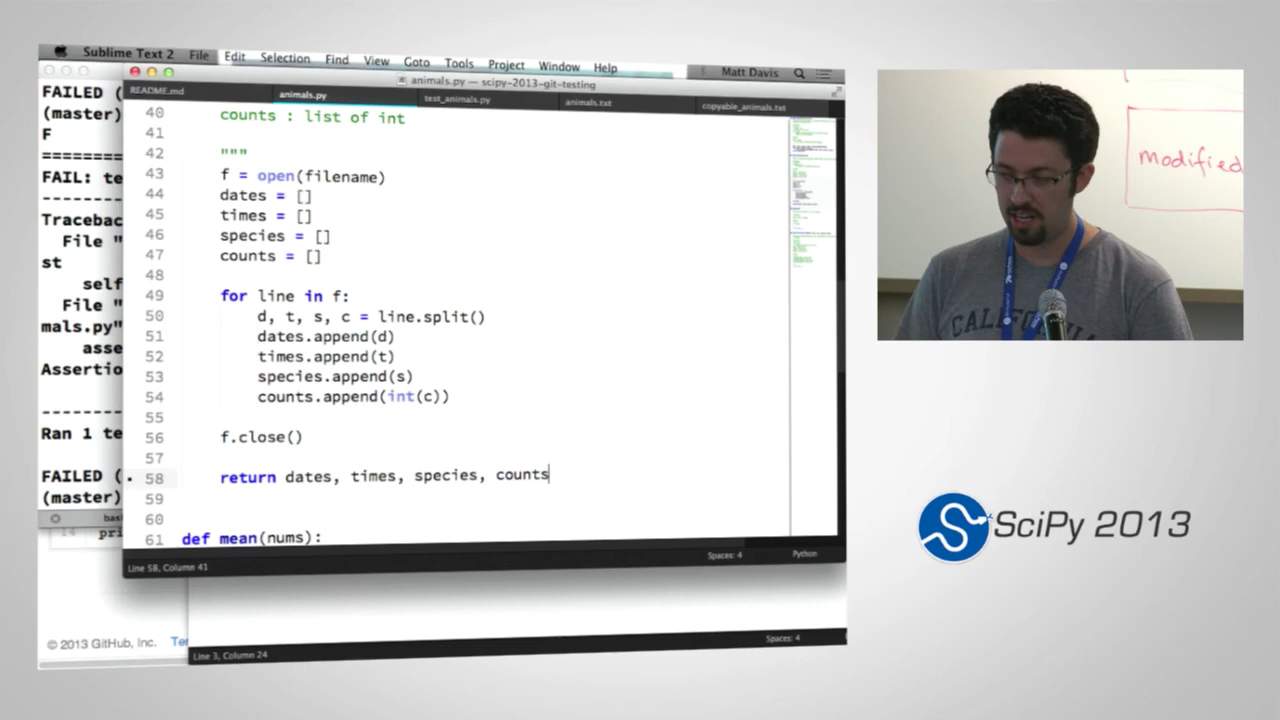 Sublime Text 2 File Edit Selection Find View Goto Tools Project Window Help Matt Davis
animals.py — scipy-2013-git-testing
README.md animals.py test_animals.py animals.txt copyable_animals.txt
FAILED (
(master)
F
=======
FAIL: te
-------
Tracebac
File "
st
self
File "
mals.py"
asse
Assertio
-------
Ran 1 te
FAILED (
(master)
40 counts : list of int
41
42 """
43 f = open(filename)
44 dates = []
45 times = []
46 species = []
47 counts = []
48
49 for line in f:
50 d, t, s, c = line.split()
51 dates.append(d)
52 times.append(t)
53 species.append(s)
54 counts.append(int(c))
55
56 f.close()
57
58 return dates, times, species, counts
59
60
61 def mean(nums):
Line 58, Column 41 Spaces: 4 Python
bas
14 pri
© 2013 GitHub, Inc. Ter
Line 3, Column 24 Spaces: 4
modified
CALIFORNIA
SciPy 2013